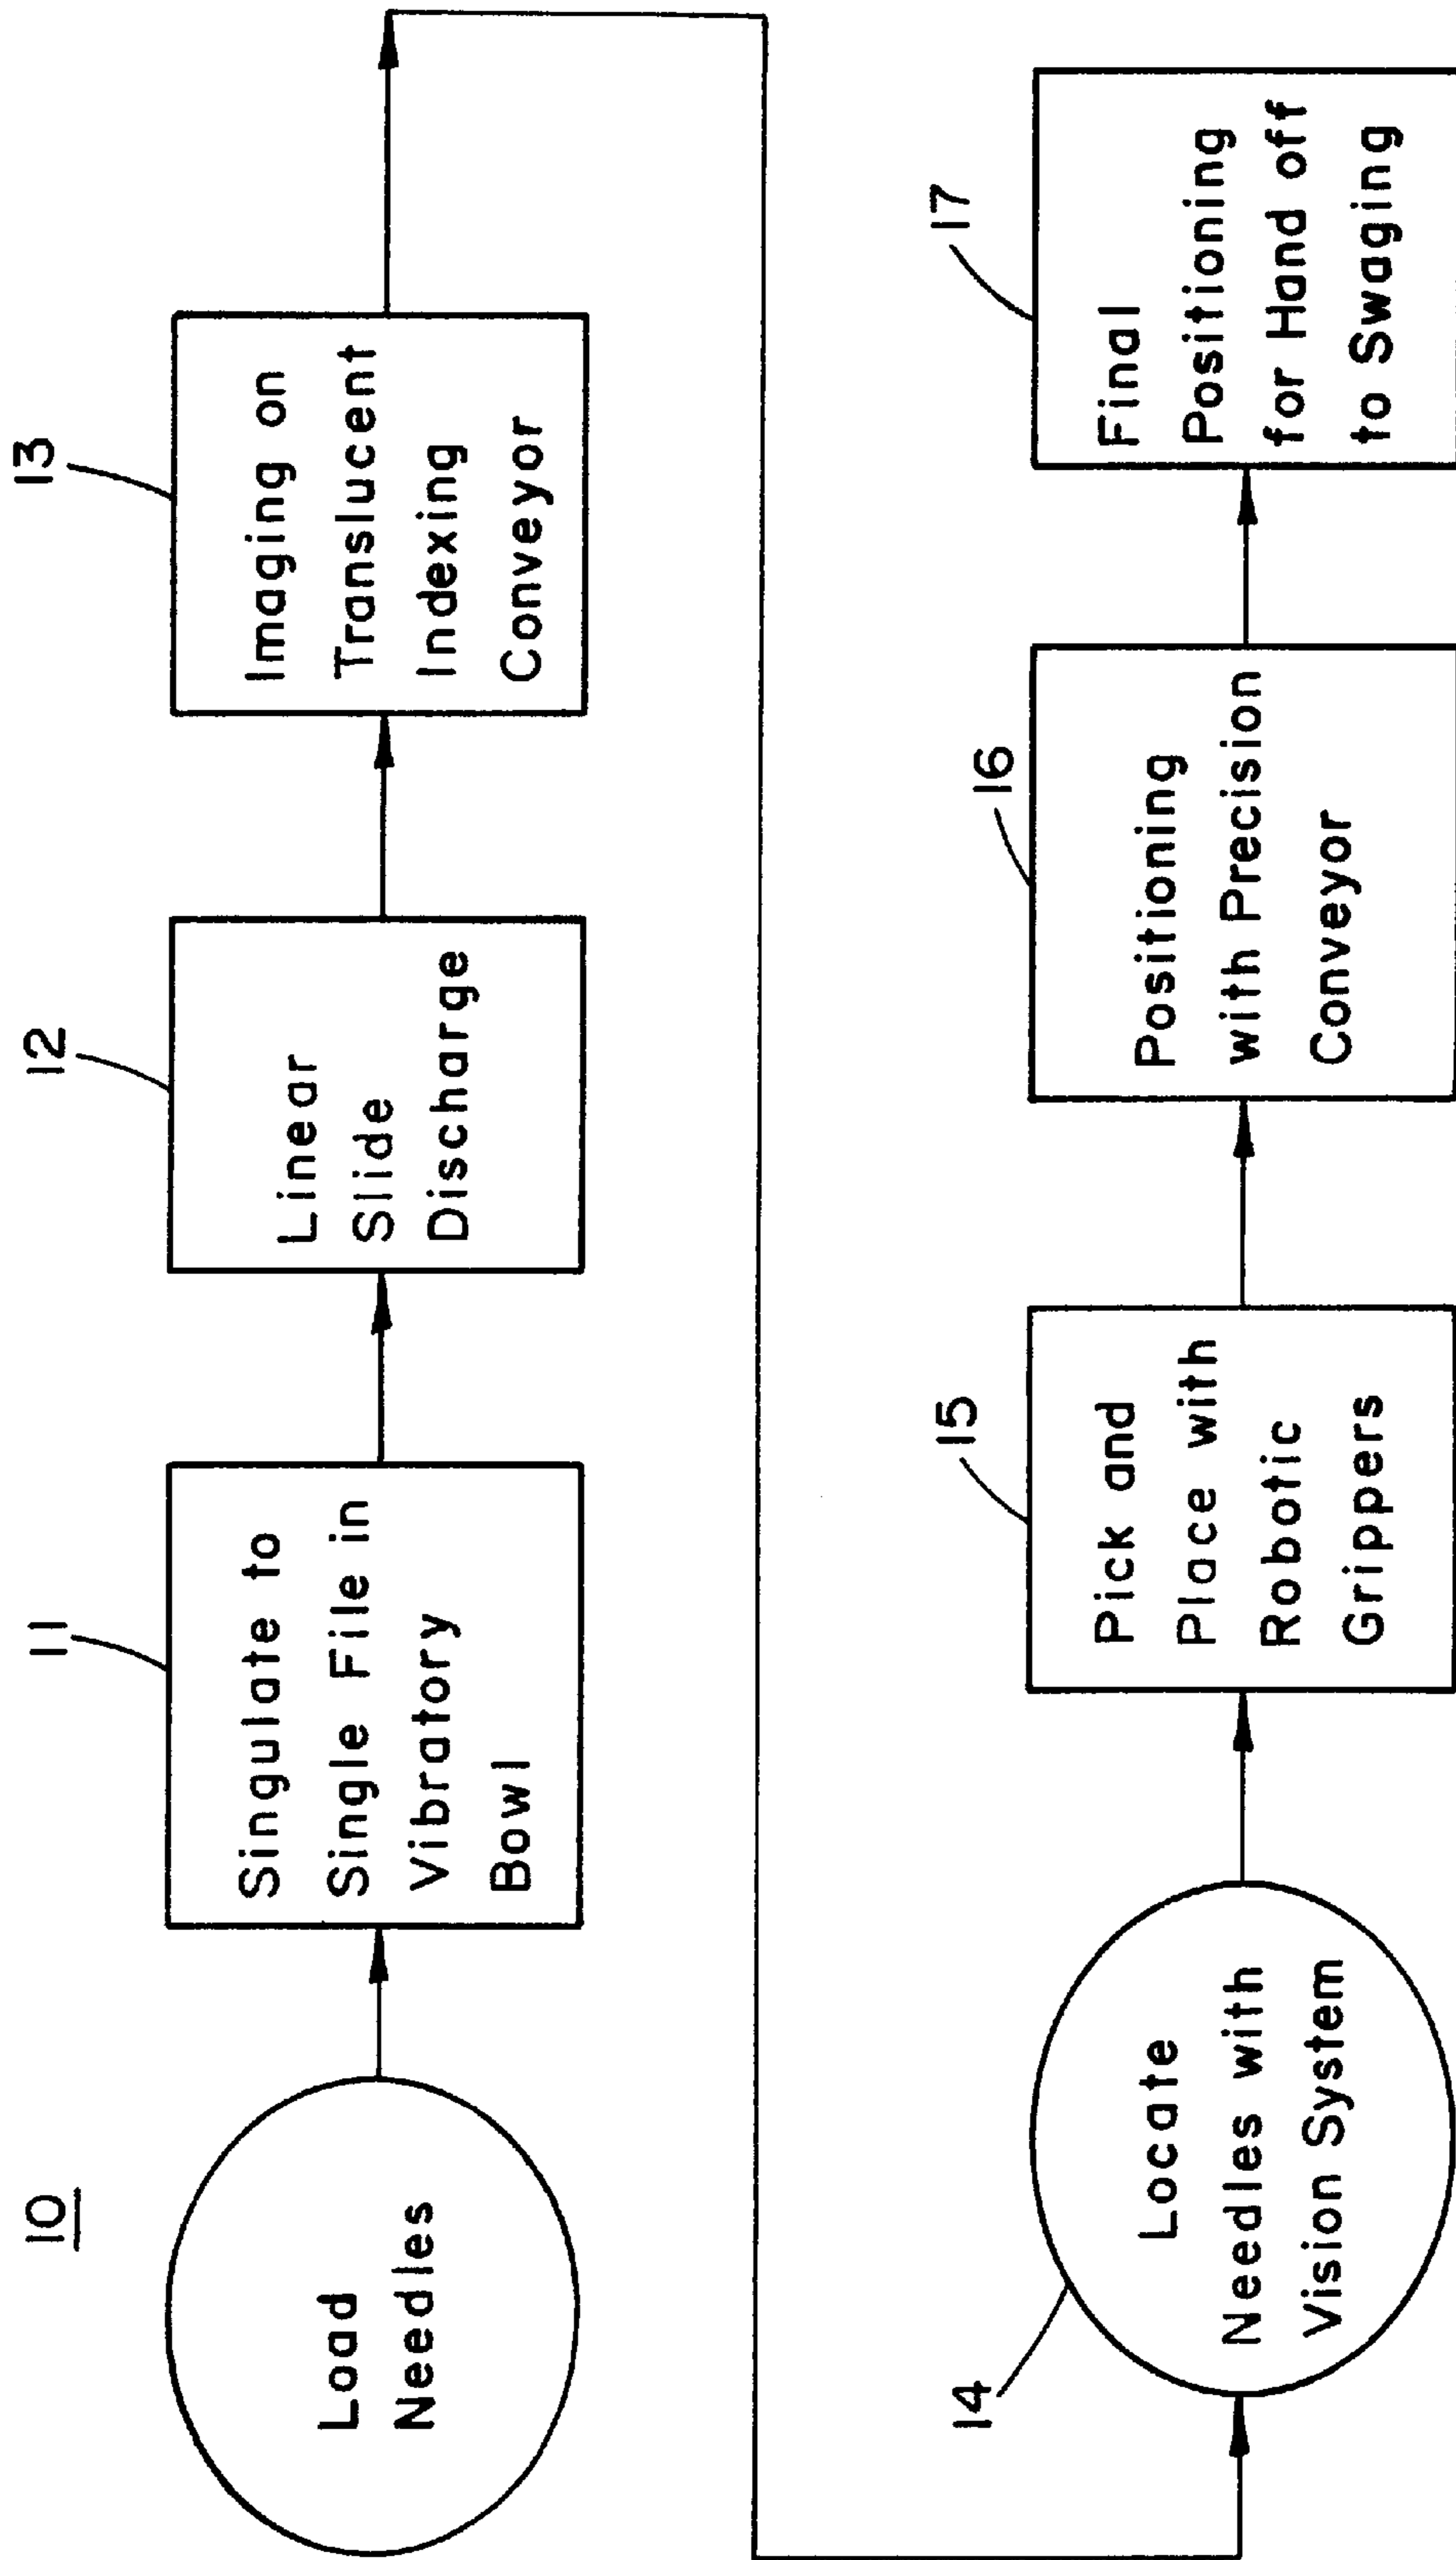 10
Load
Needles
11
Singulate to
Single File in
Vibratory
Bowl
12
Linear
Slide
Discharge
13
Imaging on
Translucent
Indexing
Conveyor
14
Locate
Needles with
Vision System
15
Pick and
Place with
Robotic
Grippers
16
Positioning
with Precision
Conveyor
17
Final
Positioning
for Hand off
to Swaging